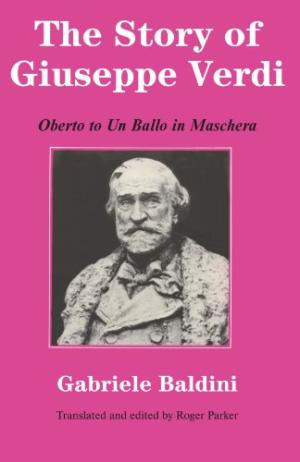 The Story of
Giuseppe Verdi
Oberto to Un Ballo in Maschera
Gabriele Baldini
Translated and edited by Roger Parker